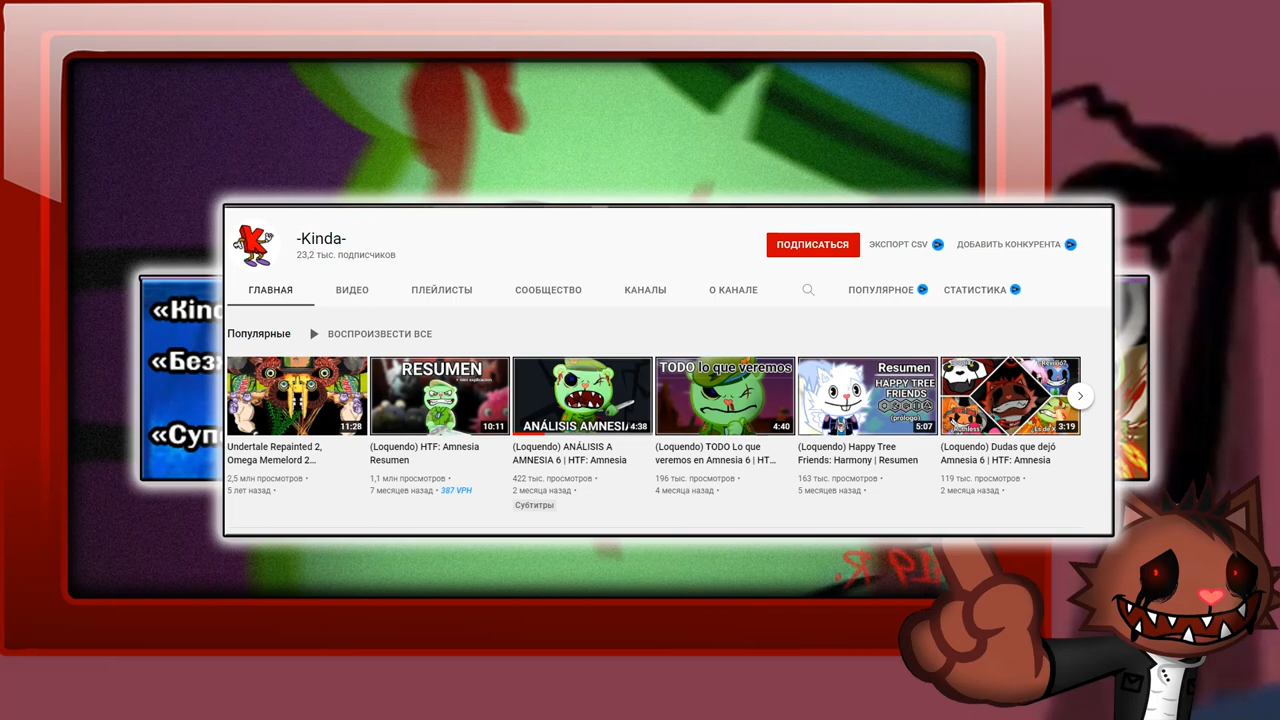 -Kinda-
23,2 тыс. подписчиков
ПОДПИСАТЬСЯ
ЭКСПОРТ CSV
ДОБАВИТЬ КОНКУРЕНТА
ГЛАВНАЯ ВИДЕО ПЛЕЙЛИСТЫ СООБЩЕСТВО КАНАЛЫ О КАНАЛЕ ПОПУЛЯРНОЕ СТАТИСТИКА
«Kind
Популярные ВОСПРОИЗВЕСТИ ВСЕ
«Без
«Суп
11:28
Undertale Repainted 2,
Omega Memelord 2...
2,5 млн просмотров •
5 лет назад •
RESUMEN
10:11
(Loquendo) HTF: Amnesia
Resumen
1,1 млн просмотров •
7 месяцев назад • 387 VPH
ANÁLISIS AMNESIA
4:38
(Loquendo) ANÁLISIS A
AMNESIA 6 | HTF: Amnesia
422 тыс. просмотров •
2 месяца назад •
Субтитры
TODO lo que veremos
4:40
(Loquendo) TODO Lo que
veremos en Amnesia 6 | HT...
196 тыс. просмотров •
4 месяца назад •
Resumen
HAPPY TREE
FRIENDS
(prologo)
5:07
(Loquendo) Happy Tree
Friends: Harmony | Resumen
163 тыс. просмотров •
5 месяцев назад •
3:19
(Loquendo) Dudas que dejó
Amnesia 6 | HTF: Amnesia
119 тыс. просмотров •
2 месяца назад •